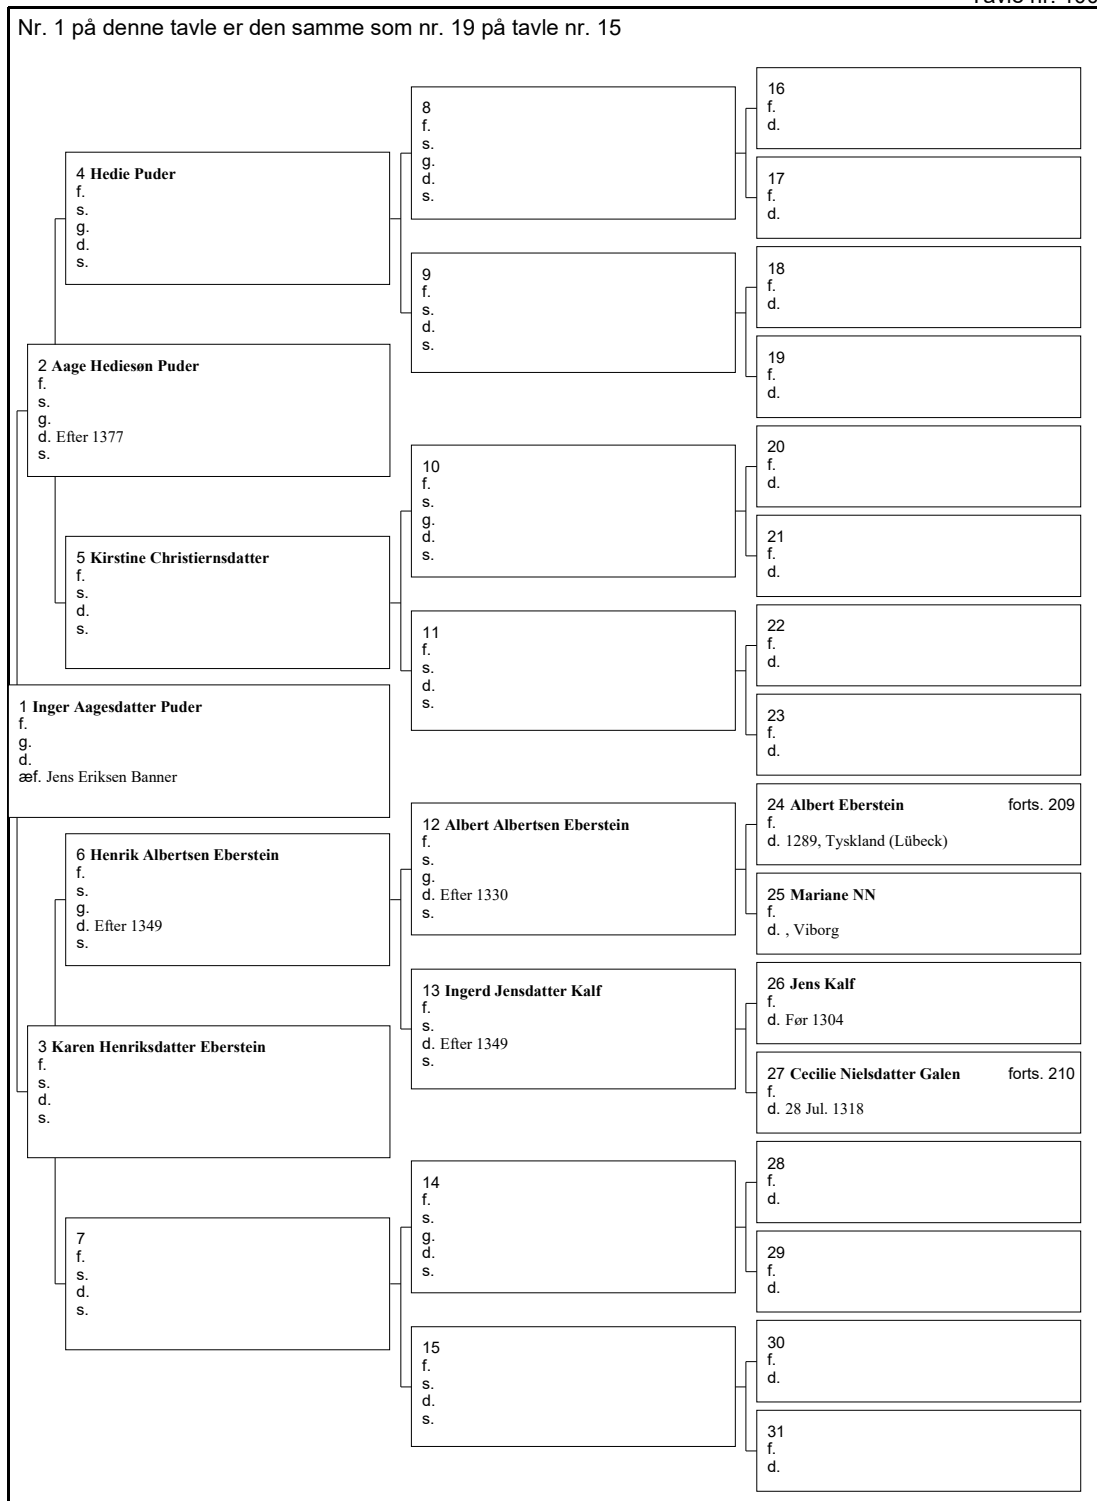 Nr. 1 på denne tavle er den samme som nr. 19 på tavle nr. 15
4 Hedie Puder
f.
s.
g.
d.
s.
2 Aage Hediesøn Puder
f.
s.
g.
d. Efter 1377
s.
5 Kirstine Christiernsdatter
f.
s.
d.
s.
1 Inger Aagesdatter Puder
f.
g.
d.
æf. Jens Eriksen Banner
6 Henrik Albertsen Eberstein
f.
s.
g.
d. Efter 1349
s.
3 Karen Henriksdatter Eberstein
f.
s.
d.
s.
7
f.
s.
d.
s.
8
f.
s.
g.
d.
s.
9
f.
s.
d.
s.
10
f.
s.
g.
d.
s.
11
f.
s.
d.
s.
12 Albert Albertsen Eberstein
f.
s.
g.
d. Efter 1330
s.
13 Ingerd Jensdatter Kalf
f.
s.
d. Efter 1349
s.
14
f.
s.
g.
d.
s.
15
f.
s.
d.
s.
16
f.
d.
17
f.
d.
18
f.
d.
19
f.
d.
20
f.
d.
21
f.
d.
22
f.
d.
23
f.
d.
24 Albert Eberstein forts. 209
f.
d. 1289, Tyskland (Lübeck)
25 Mariane NN
f.
d. , Viborg
26 Jens Kalf
f.
d. Før 1304
27 Cecilie Nielsdatter Galen forts. 210
f.
d. 28 Jul. 1318
28
f.
d.
29
f.
d.
30
f.
d.
31
f.
d.